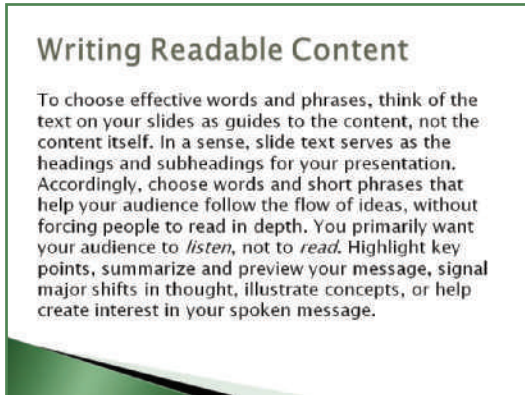 Writing Readable Content
To choose effective words and phrases, think of the
text on your slides as guides to the content, not the
content itself. In a sense, slide text serves as the
headings and subheadings for your presentation.
Accordingly, choose words and short phrases that
help your audience follow the flow of ideas, without
forcing people to read in depth. You primarily want
your audience to listen, not to read. Highlight key
points, summarize and preview your message, signal
major shifts in thought, illustrate concepts, or help
create interest in your spoken message.